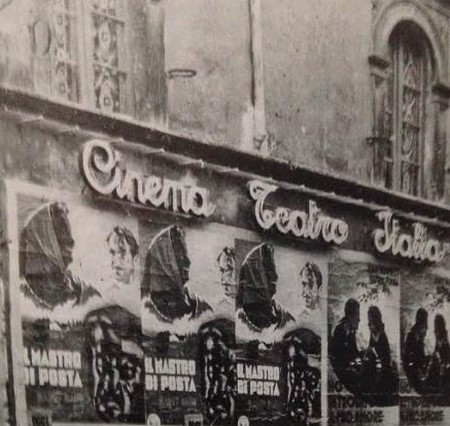 Cinema Teatro Italia
IL MASTRO
DI POSTA
IL MASTRO
DI POSTA
IL MASTRO
DI POSTA